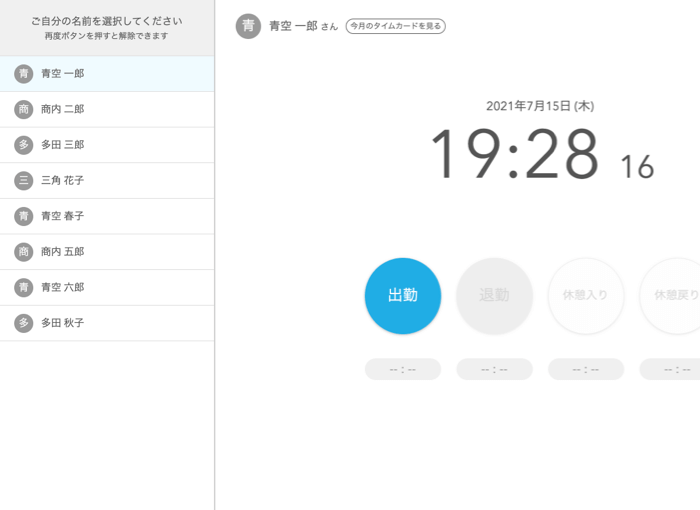 ご自分の名前を選択してください
再度ボタンを押すと解除できます
青 青空 一郎
商 商内 二郎
多 多田 三郎
三 三角 花子
青 青空 春子
商 商内 五郎
青 青空 六郎
多 多田 秋子
青 青空 一郎 さん 今月のタイムカードを見る
2021年7月15日 (木)
19:28 16
出勤 退勤 休憩入り 休憩戻り
-- : -- -- : -- -- : -- -- : --